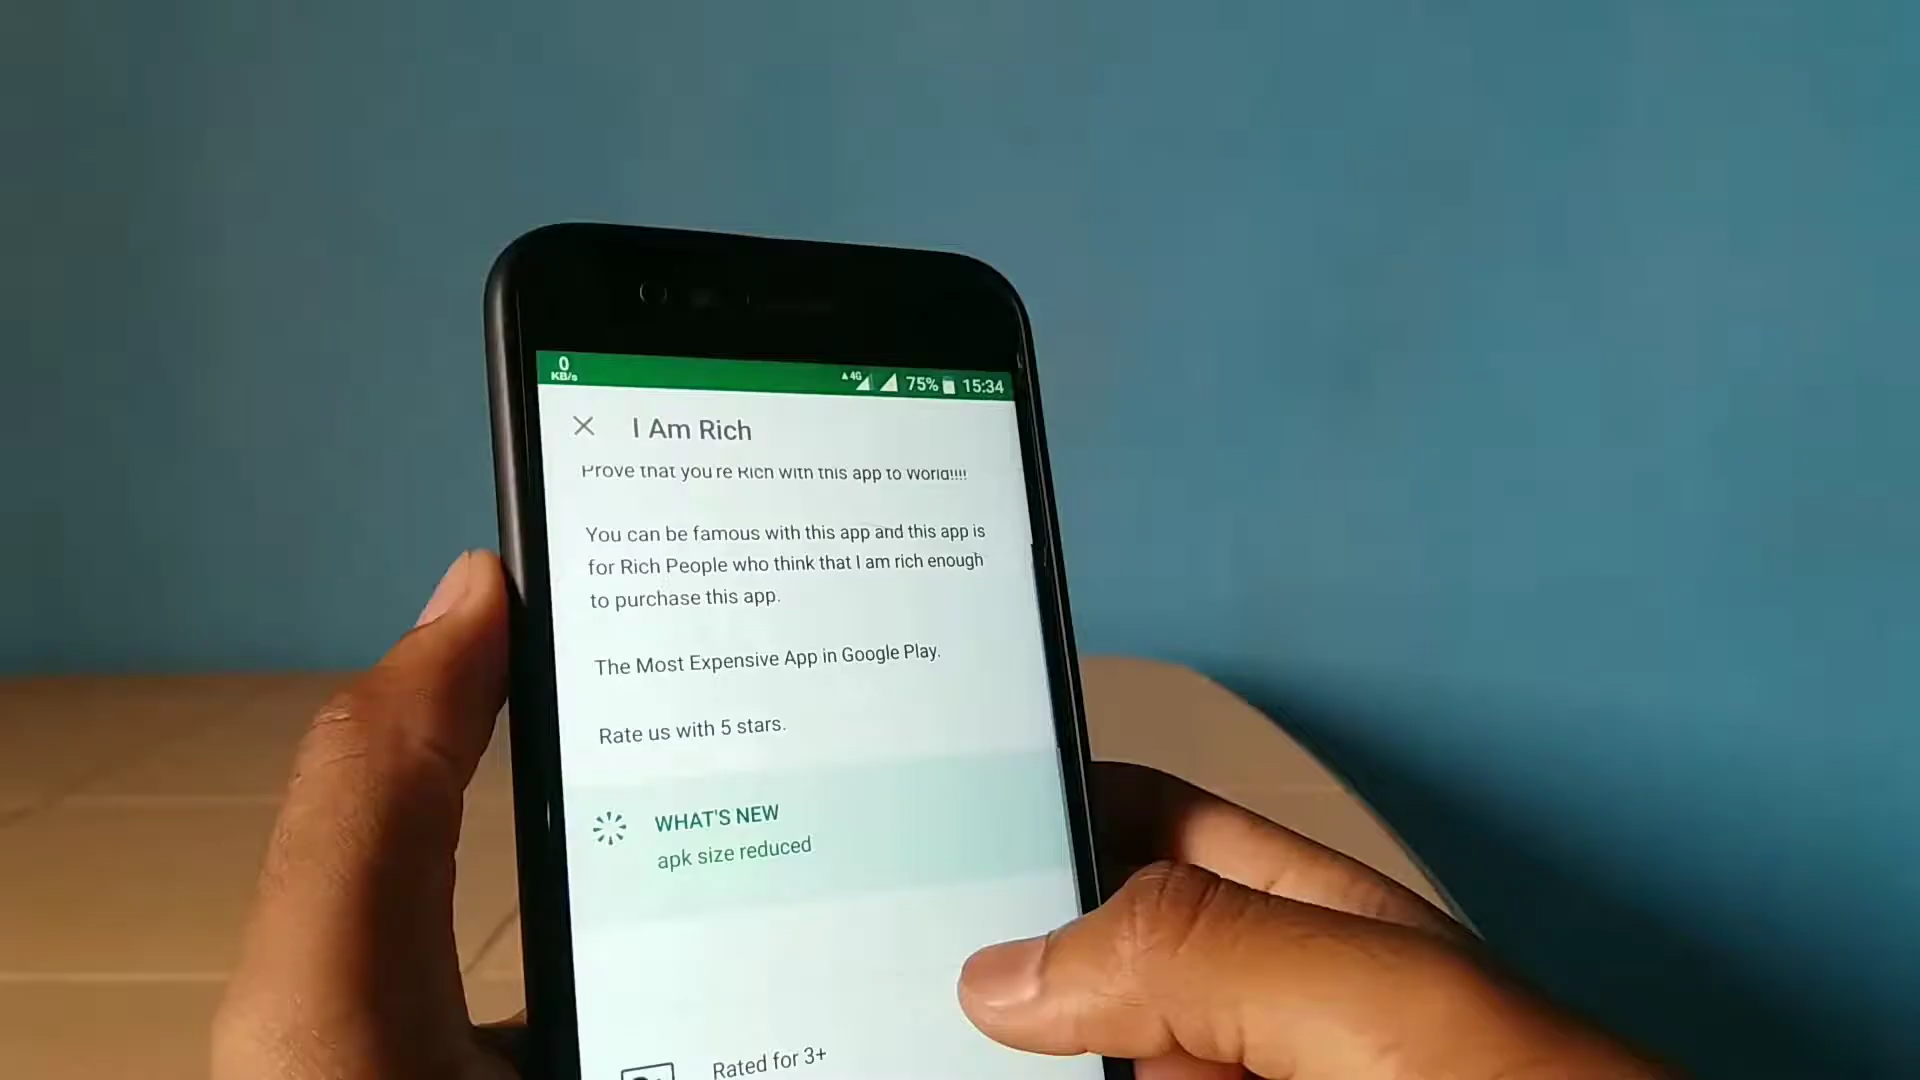 0
KB/s
4G
75%
15:34
I Am Rich
Prove that you're Rich with this app to World!!!!
You can be famous with this app and this app is
for Rich People who think that I am rich enough
to purchase this app.
The Most Expensive App in Google Play.
Rate us with 5 stars.
WHAT'S NEW
apk size reduced
Rated for 3+